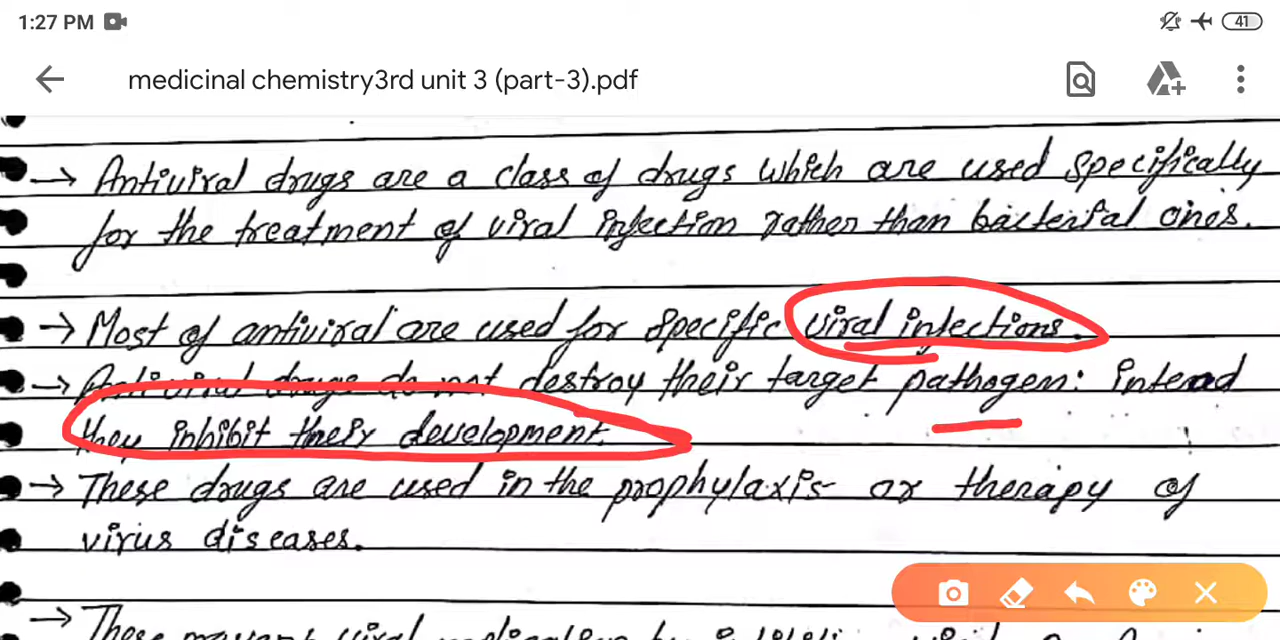 1:27 PM 41
medicinal chemistry3rd unit 3 (part-3).pdf
→ Antiviral drugs are a class of drugs which are used specifically
for the treatment of viral infection rather than bacterial ones.
→ Most of antiviral are used for specific viral infections.
→ Antiviral drugs do not destroy their target pathogen: intead
they inhibit their development.
→ These drugs are used in the prophylaxis or therapy of
virus diseases.
→ These viral